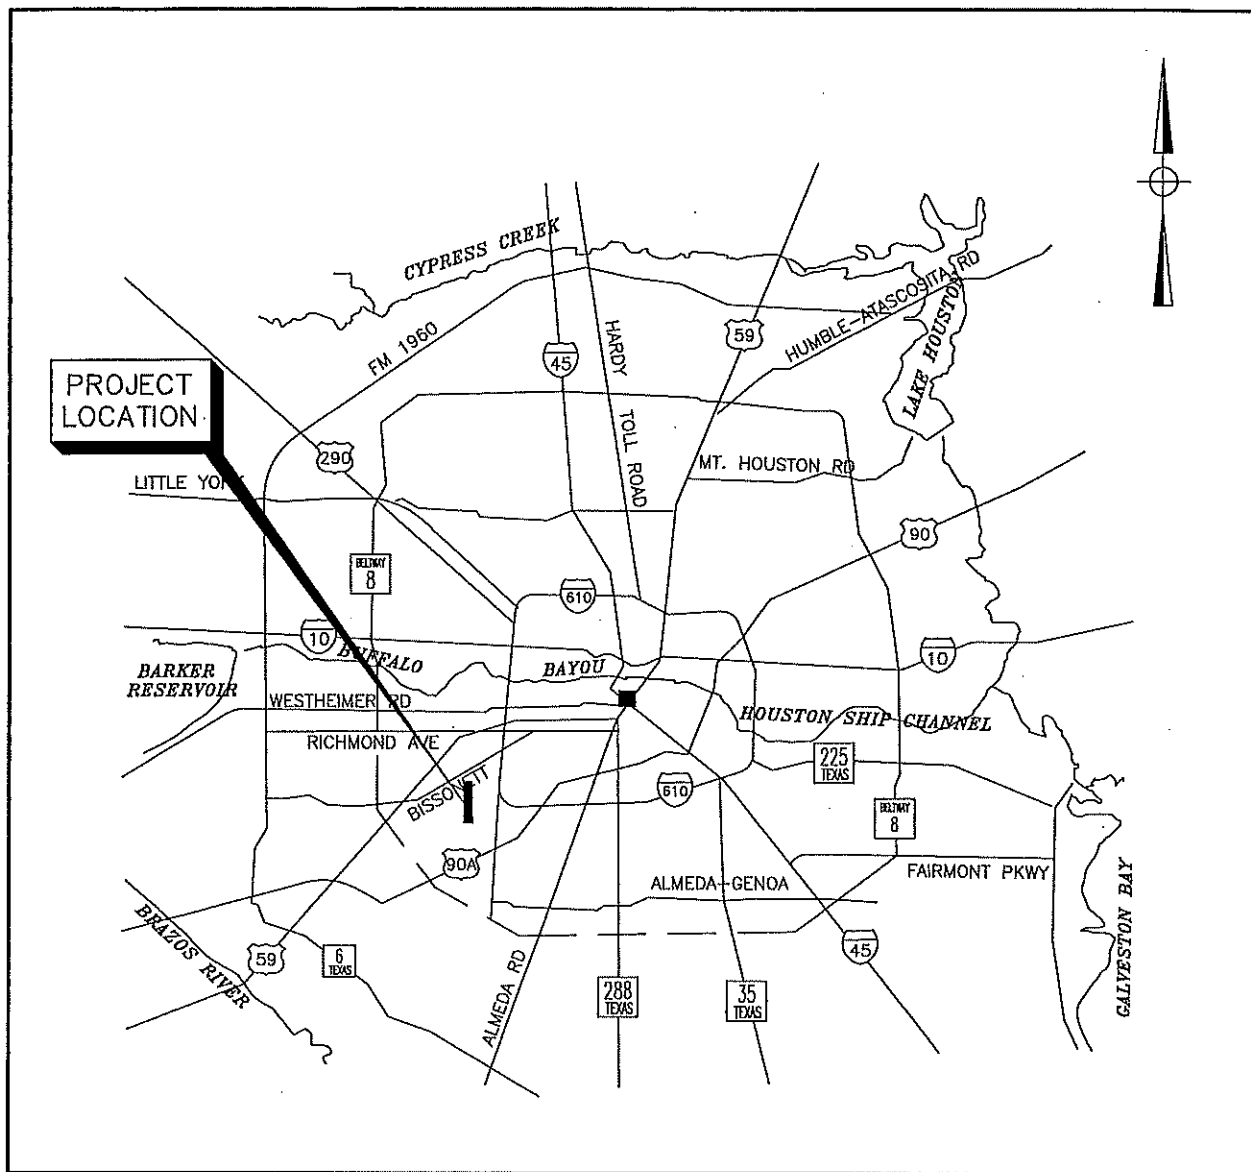 CYPRESS CREEK
HUMBLE-ATASCOSITA RD
FM 1960
HARDY
TOLL ROAD
59
45
LAKE HOUSTON
PROJECT
LOCATION
290
MT. HOUSTON RD
LITTLE YORK
90
BELTWAY
8
610
10
BUFFALO
BAYOU
10
BARKER
RESERVOIR
WESTHEIMER RD
HOUSTON SHIP CHANNEL
RICHMOND AVE
225
TEXAS
BISSONETT
610
BELTWAY
8
90A
ALMEDA-GENOA
FAIRMONT PKWY
BRAZOS RIVER
59
6
TEXAS
ALMEDA RD
288
TEXAS
35
TEXAS
45
GALVESTON BAY